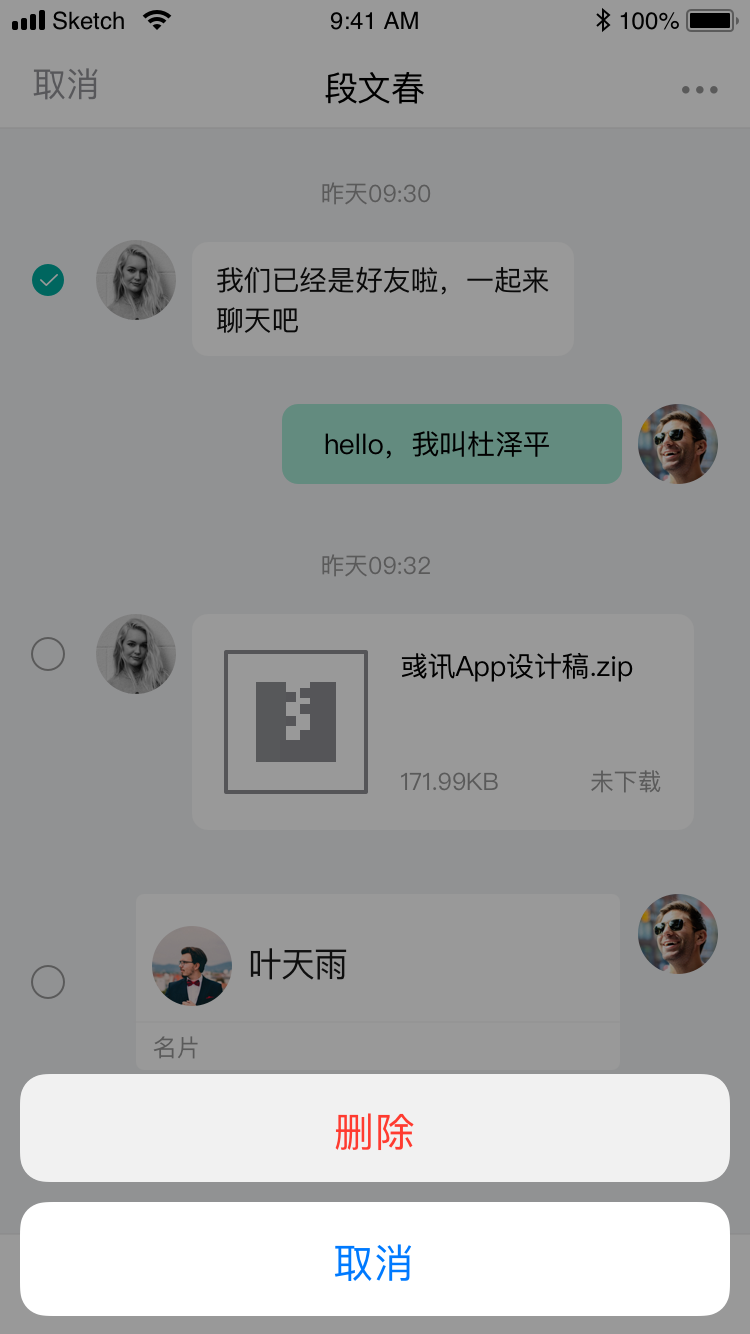 Sketch 9:41 AM 100%
取消 段文春
昨天09:30
我们已经是好友啦，一起来
聊天吧
hello，我叫杜泽平
昨天09:32
彧讯App设计稿.zip
171.99KB 未下载
叶天雨
名片
删除
取消